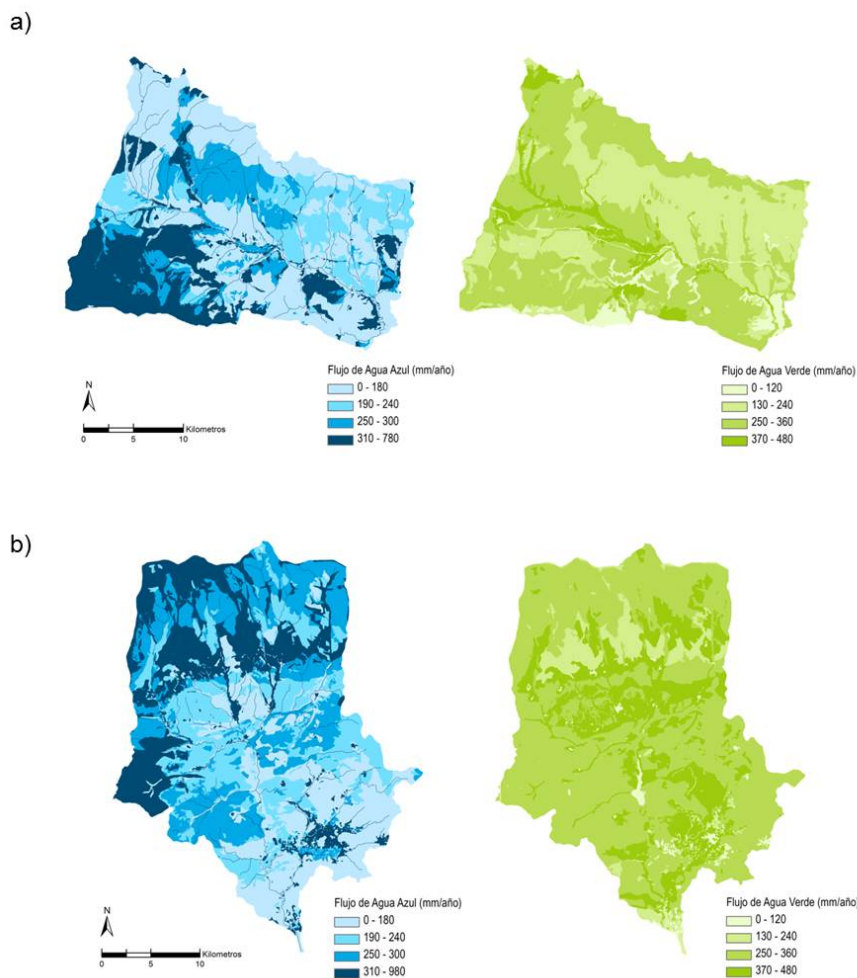 a)
Flujo de Agua Azul (mm/año)
0 - 180
190 - 240
250 - 300
310 - 780
N
0 5 10 Kilometros
Flujo de Agua Verde (mm/año)
0 - 120
130 - 240
250 - 360
370 - 480
b)
Flujo de Agua Azul (mm/año)
0 - 180
190 - 240
250 - 300
310 - 980
N
0 5 10 Kilometros
Flujo de Agua Verde (mm/año)
0 - 120
130 - 240
250 - 360
370 - 480